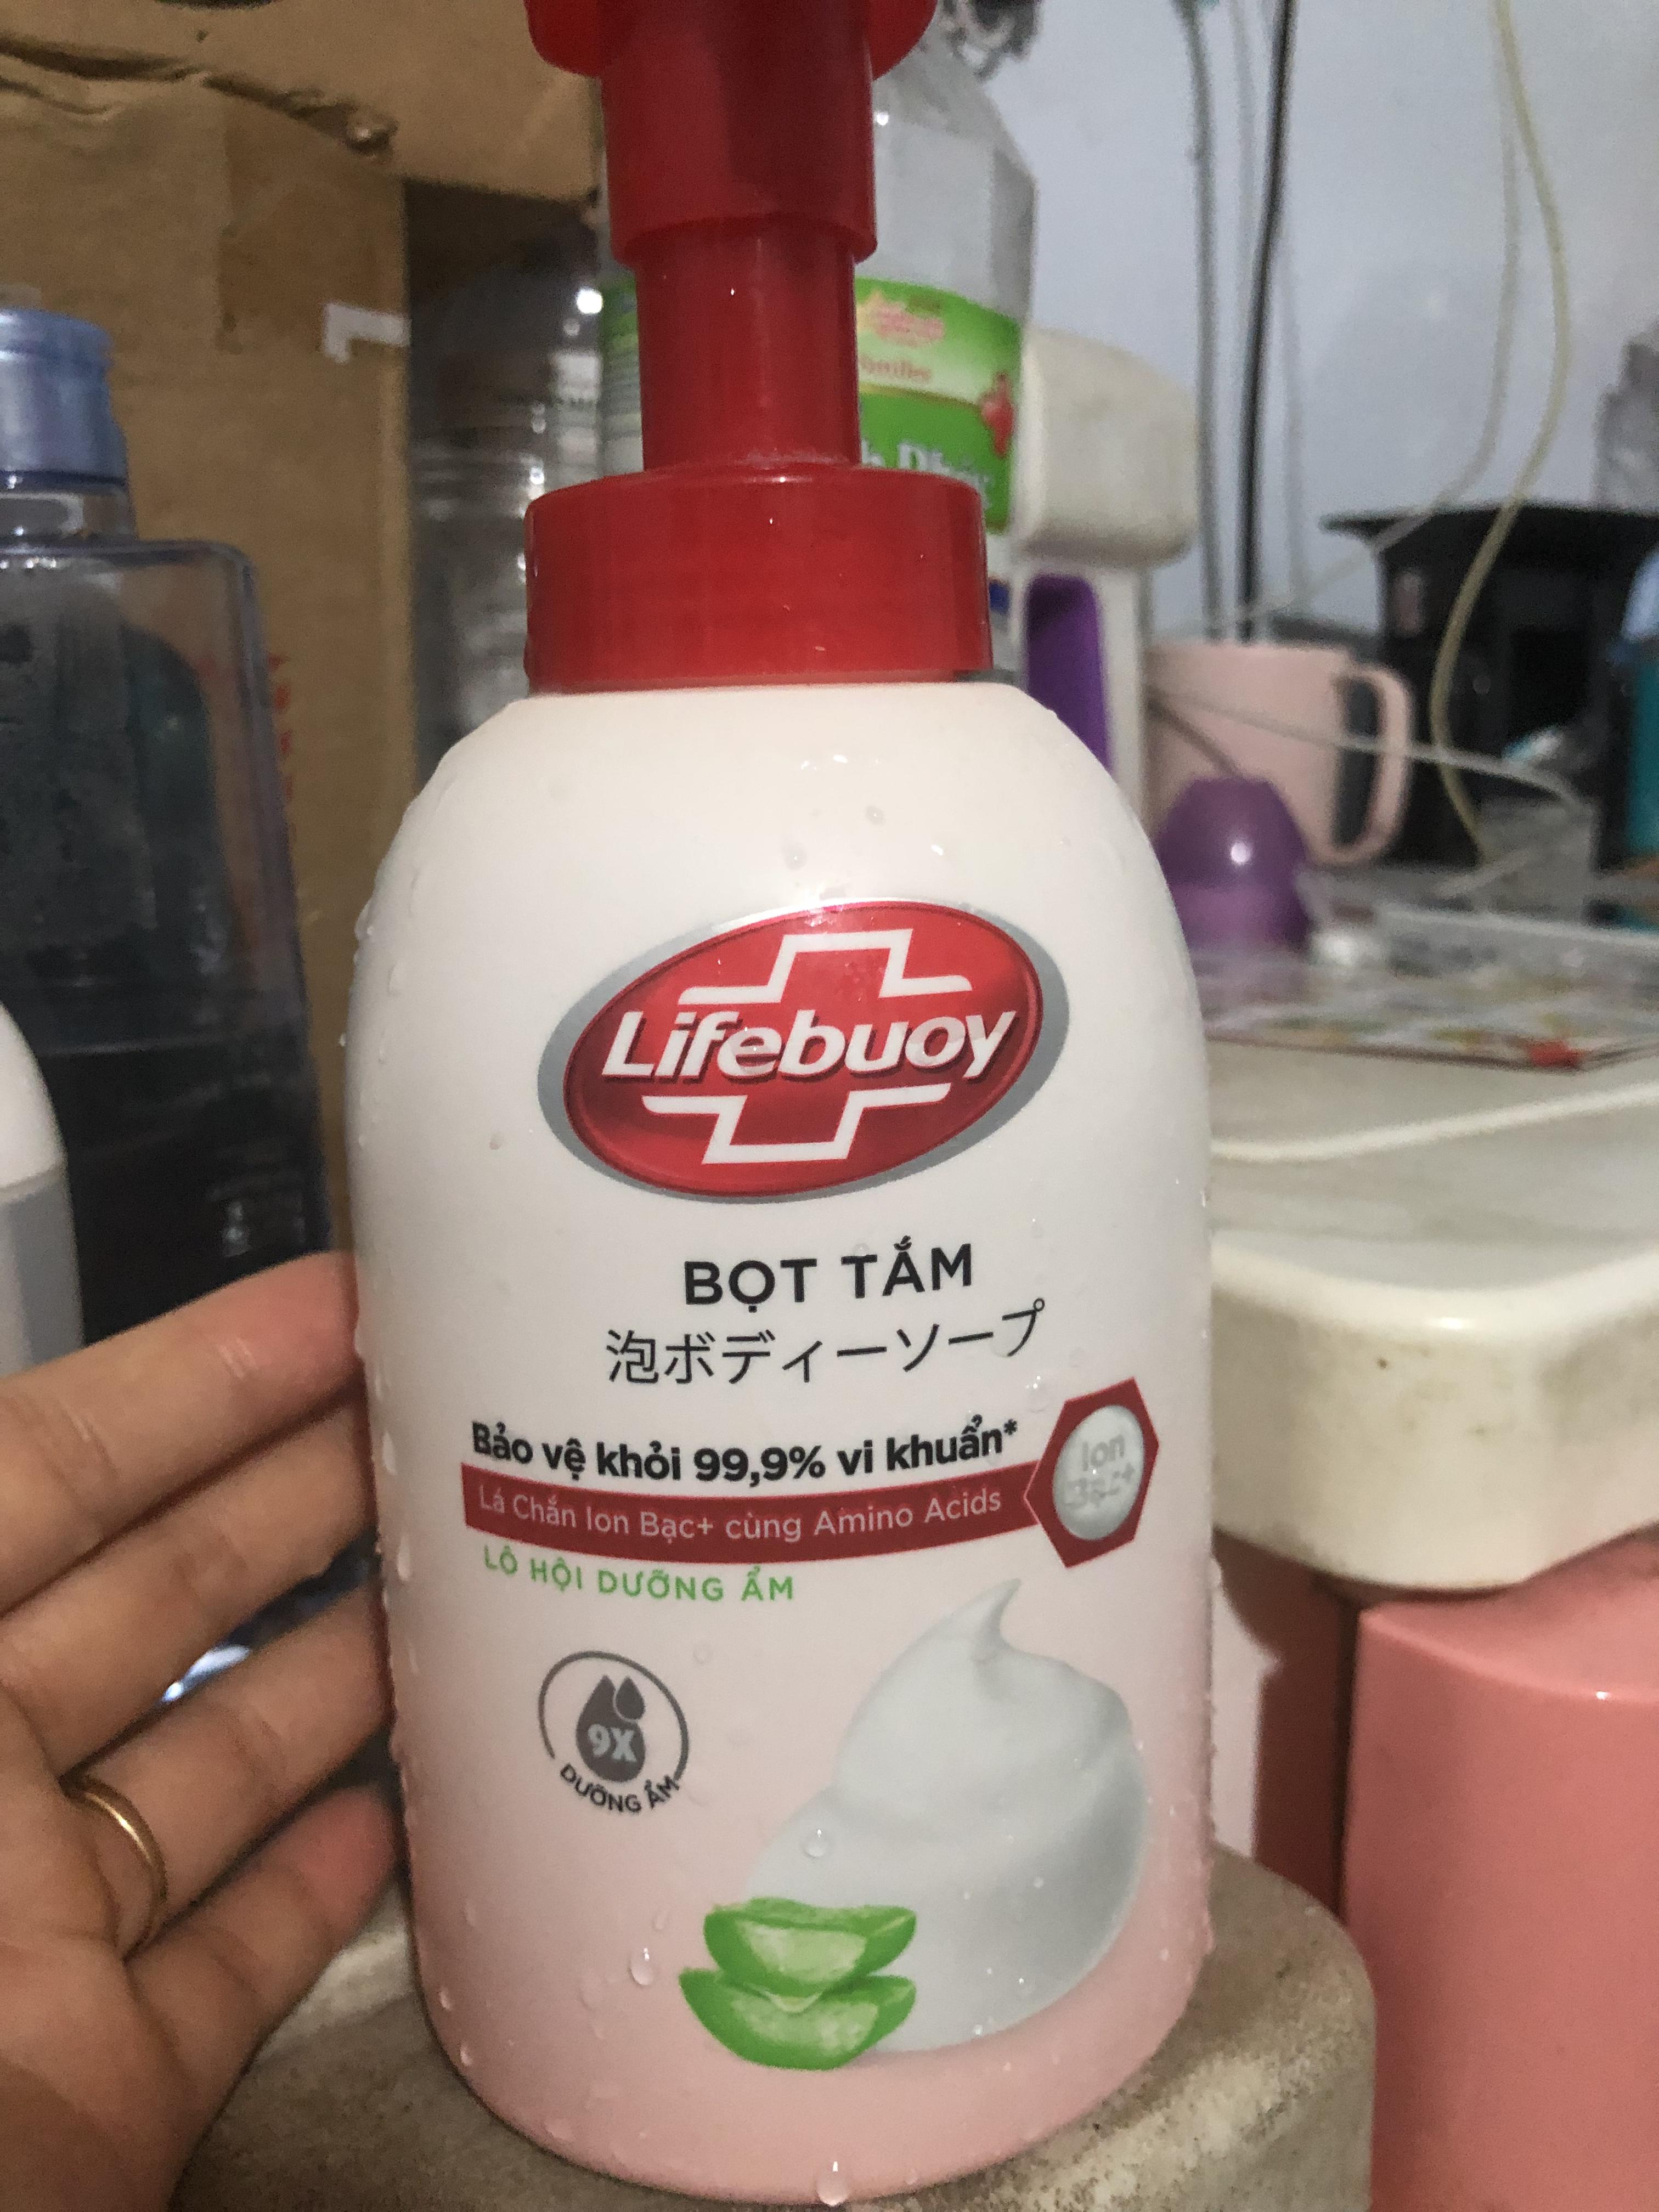 Smiles
Lifebuoy
BỌT TẮM
泡ボディーソープ
Bảo vệ khỏi 99,9% vi khuẩn*
Lá Chắn Ion Bạc+ cùng Amino Acids
Ion
Bạc+
LÔ HỘI DƯỠNG ẨM
9X
DƯỠNG ẨM